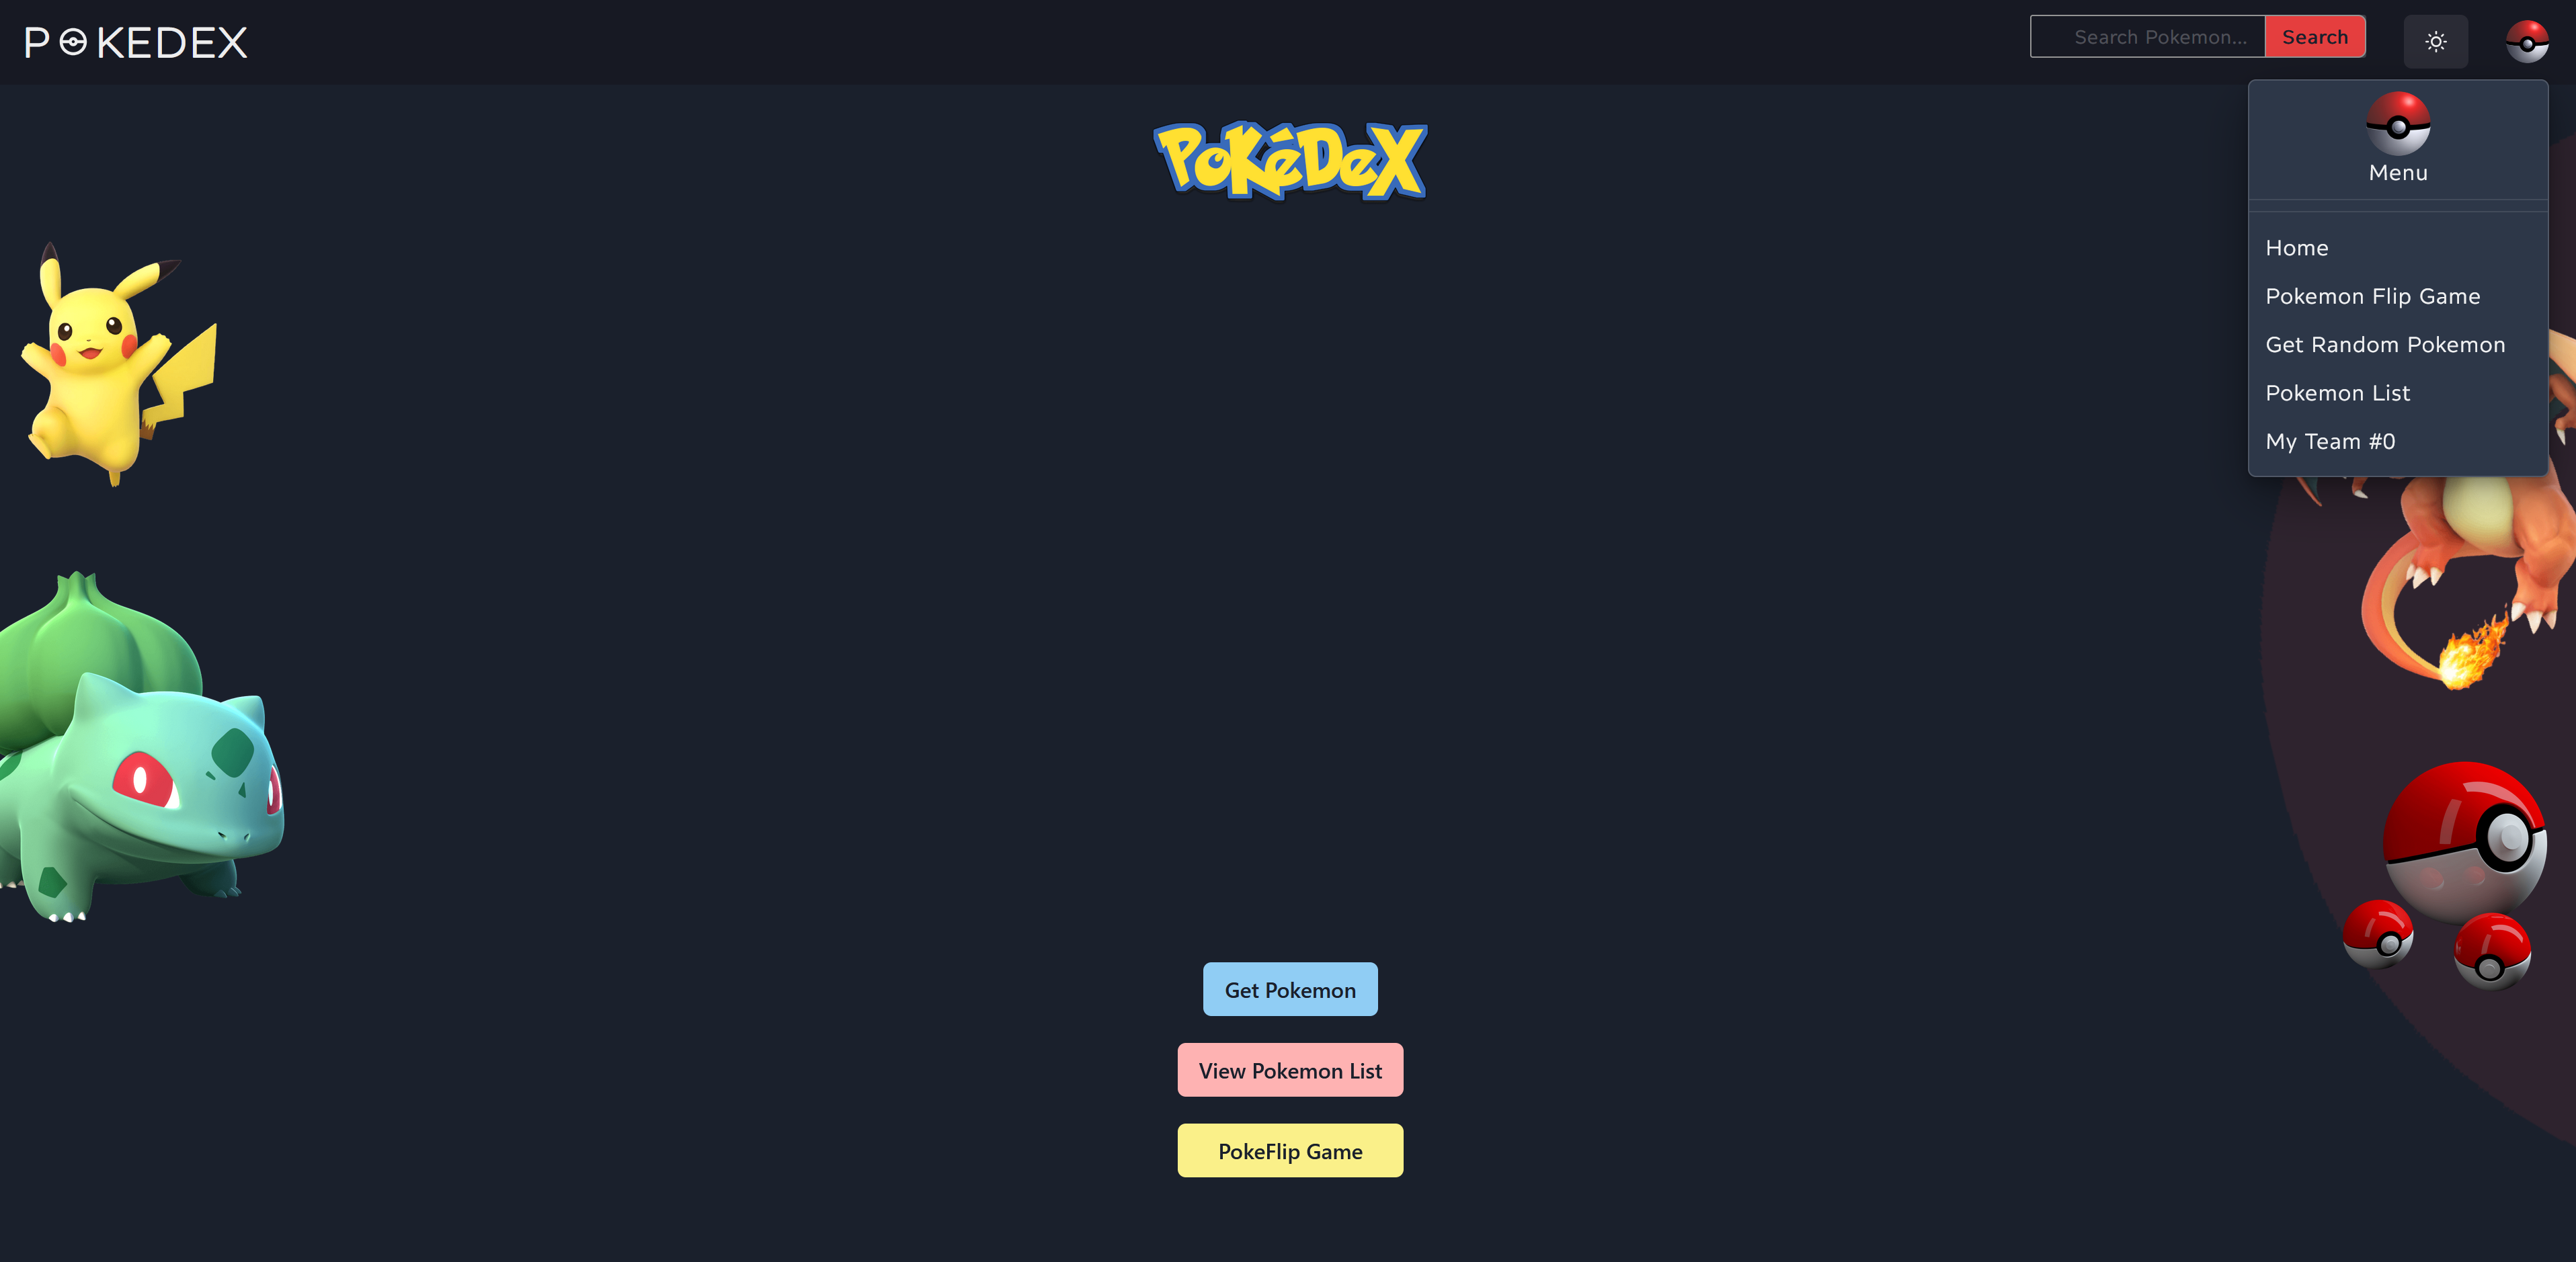 POKEDEX
Search Pokemon...
Search
PoKéDeX
Menu
Home
Pokemon Flip Game
Get Random Pokemon
Pokemon List
My Team #0
Get Pokemon
View Pokemon List
PokeFlip Game